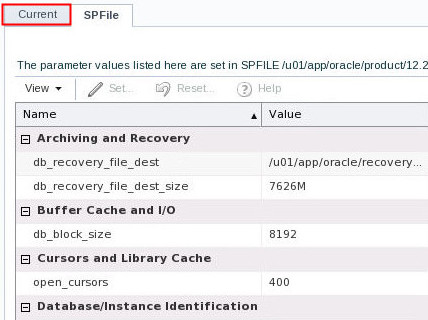 Current SPFile
The parameter values listed here are set in SPFILE /u01/app/oracle/product/12.2
View Set... Reset... Help
Name Value
Archiving and Recovery
db_recovery_file_dest /u01/app/oracle/recovery...
db_recovery_file_dest_size 7626M
Buffer Cache and I/O
db_block_size 8192
Cursors and Library Cache
open_cursors 400
Database/Instance Identification